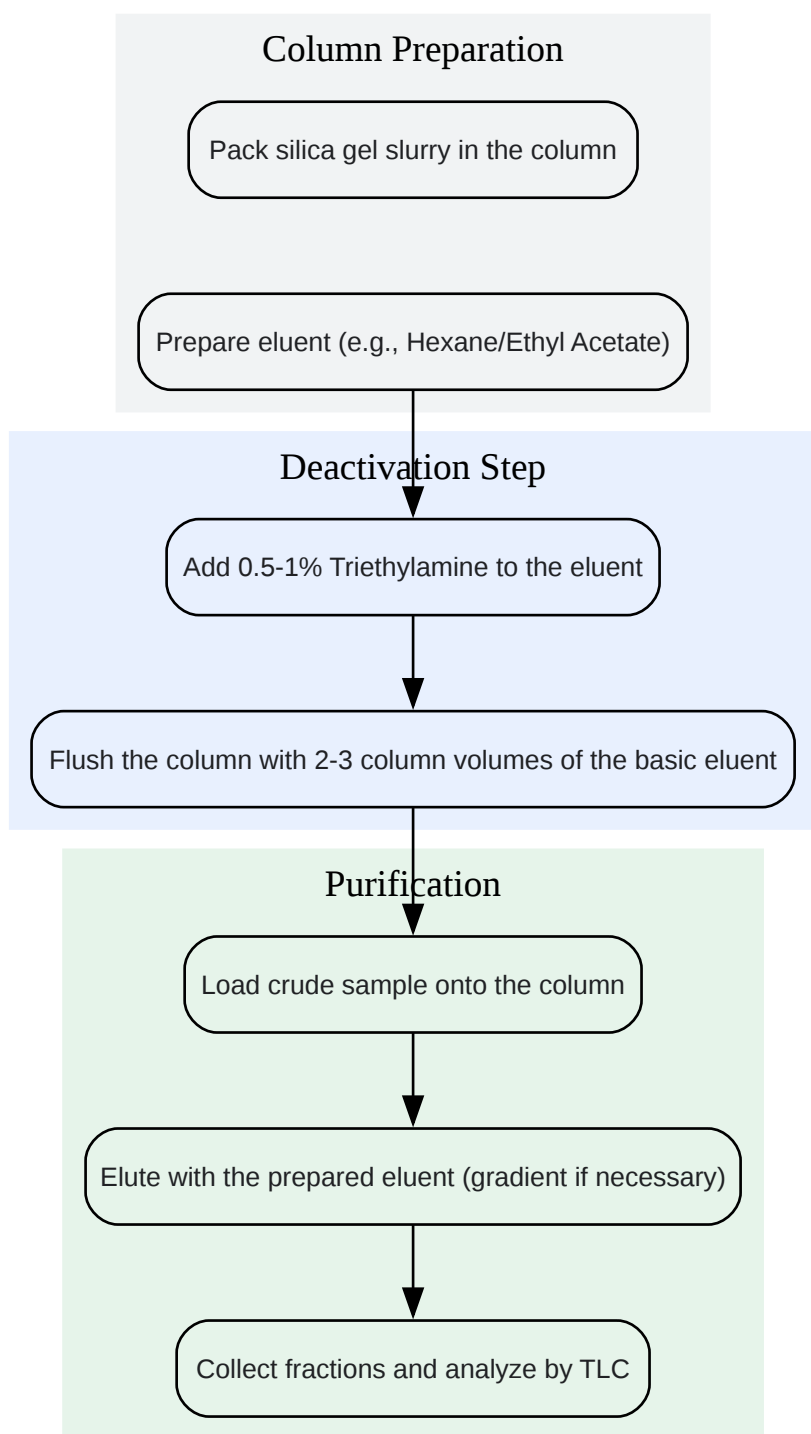 Column Preparation
Pack silica gel slurry in the column
Prepare eluent (e.g., Hexane/Ethyl Acetate)
Deactivation Step
Add 0.5-1% Triethylamine to the eluent
Flush the column with 2-3 column volumes of the basic eluent
Purification
Load crude sample onto the column
Elute with the prepared eluent (gradient if necessary)
Collect fractions and analyze by TLC